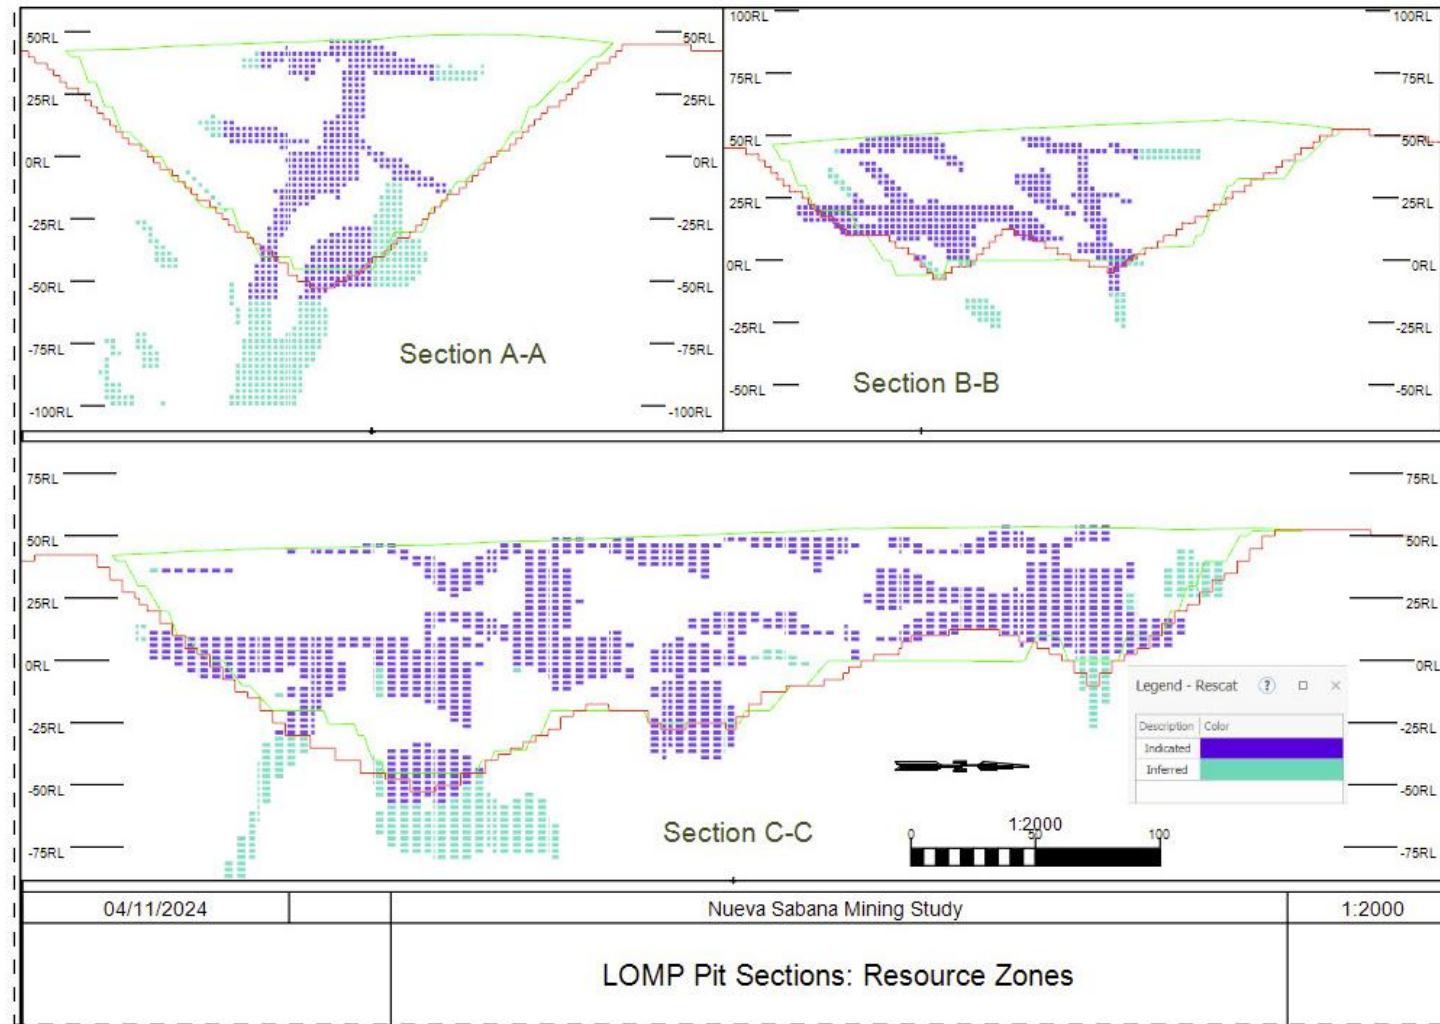 50RL
50RL
25RL
25RL
0RL
0RL
-25RL
-25RL
-50RL
-50RL
-75RL
-75RL
-100RL
-100RL
Section A-A
100RL
100RL
75RL
75RL
50RL
50RL
25RL
25RL
0RL
0RL
-25RL
-25RL
-50RL
-50RL
Section B-B
75RL
75RL
50RL
50RL
25RL
25RL
0RL
0RL
-25RL
-25RL
-50RL
-50RL
-75RL
-75RL
Legend - Rescat ? □ ×
Description Color
Indicated
Inferred
Section C-C
N
1:2000
0 50 100
04/11/2024 Nueva Sabana Mining Study 1:2000
LOMP Pit Sections: Resource Zones